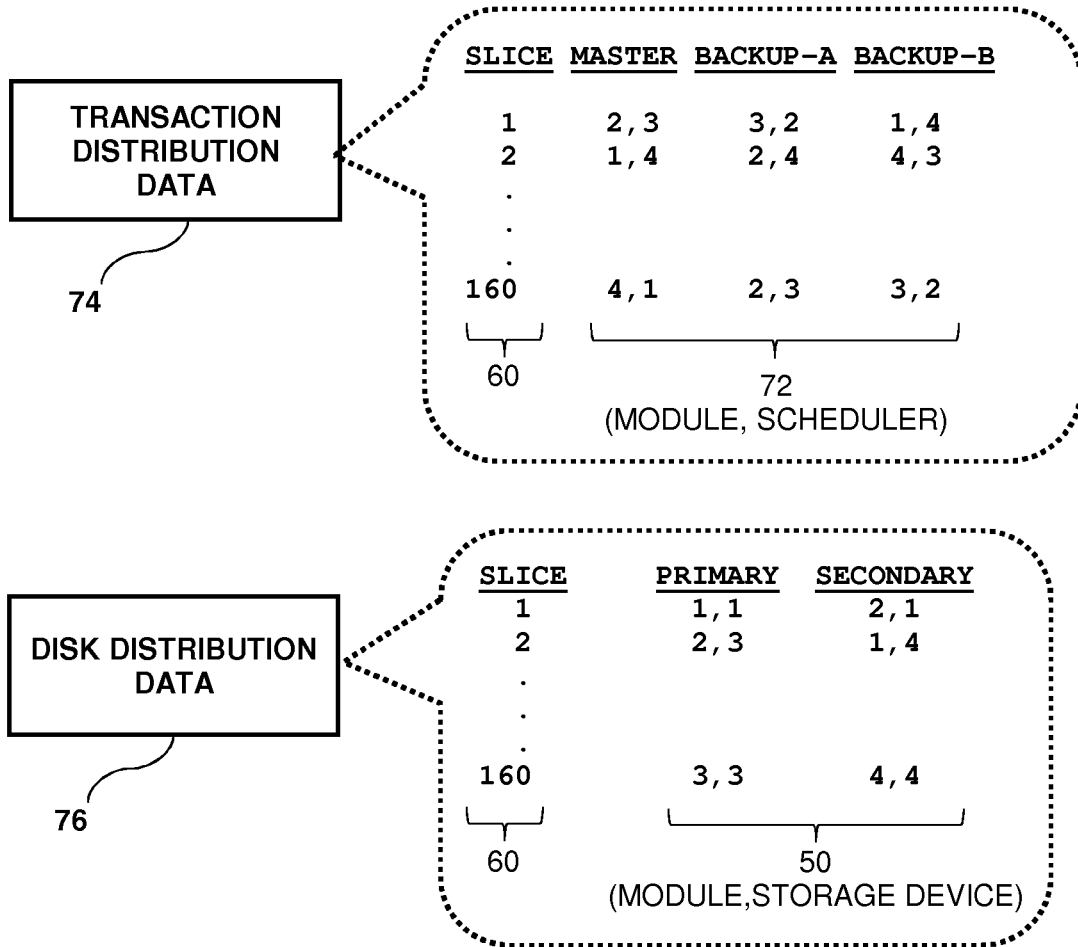 SLICE MASTER BACKUP-A BACKUP-B
1 2,3 3,2 1,4
2 1,4 2,4 4,3
.
.
.
160 4,1 2,3 3,2
60
72
(MODULE, SCHEDULER)
TRANSACTION
DISTRIBUTION
DATA
74
SLICE PRIMARY SECONDARY
1 1,1 2,1
2 2,3 1,4
.
.
.
160 3,3 4,4
60
50
(MODULE,STORAGE DEVICE)
DISK DISTRIBUTION
DATA
76